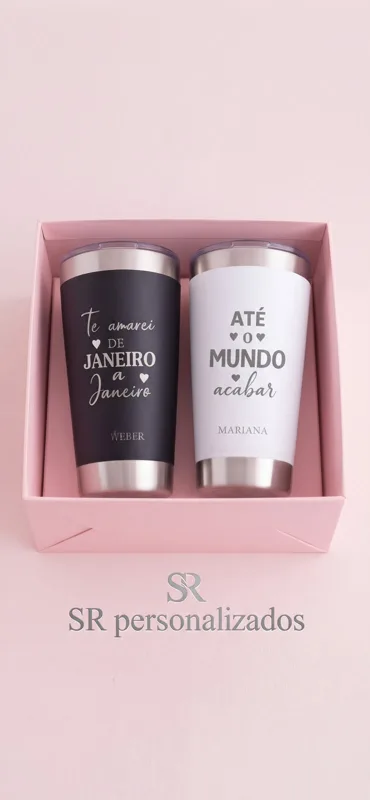 Te amarei
DE
JANEIRO
a
Janeiro
WEBER
ATÉ
O
MUNDO
acabar
MARIANA
SR
SR personalizados